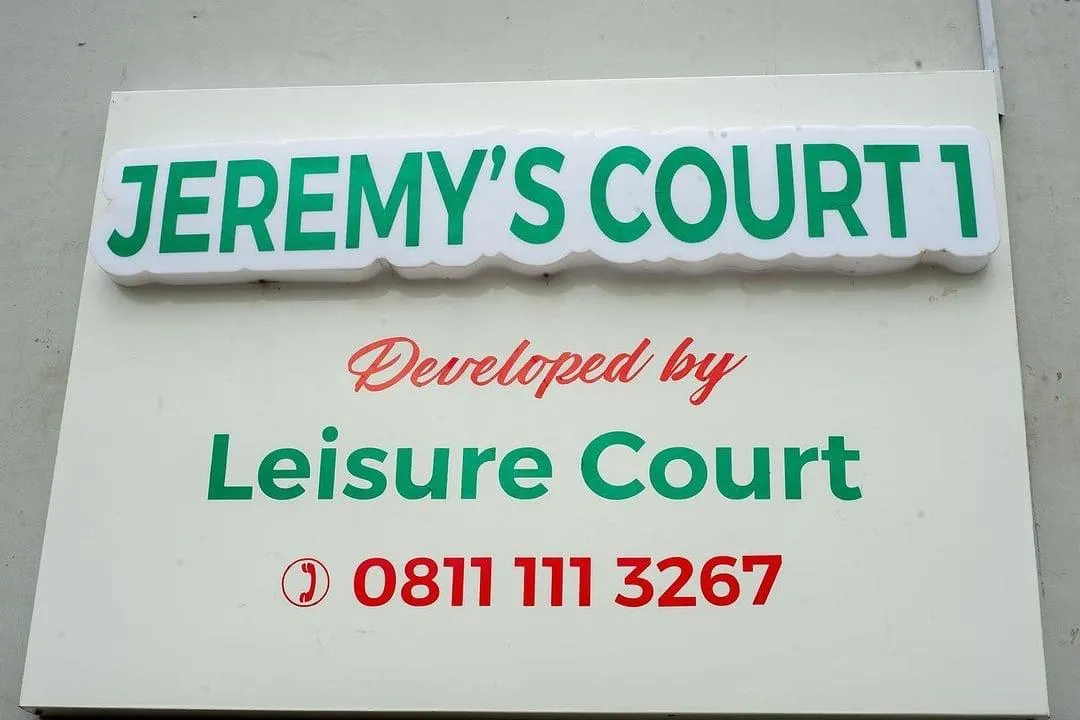 JEREMY'S COURT 1
Developed by
Leisure Court
0811 111 3267